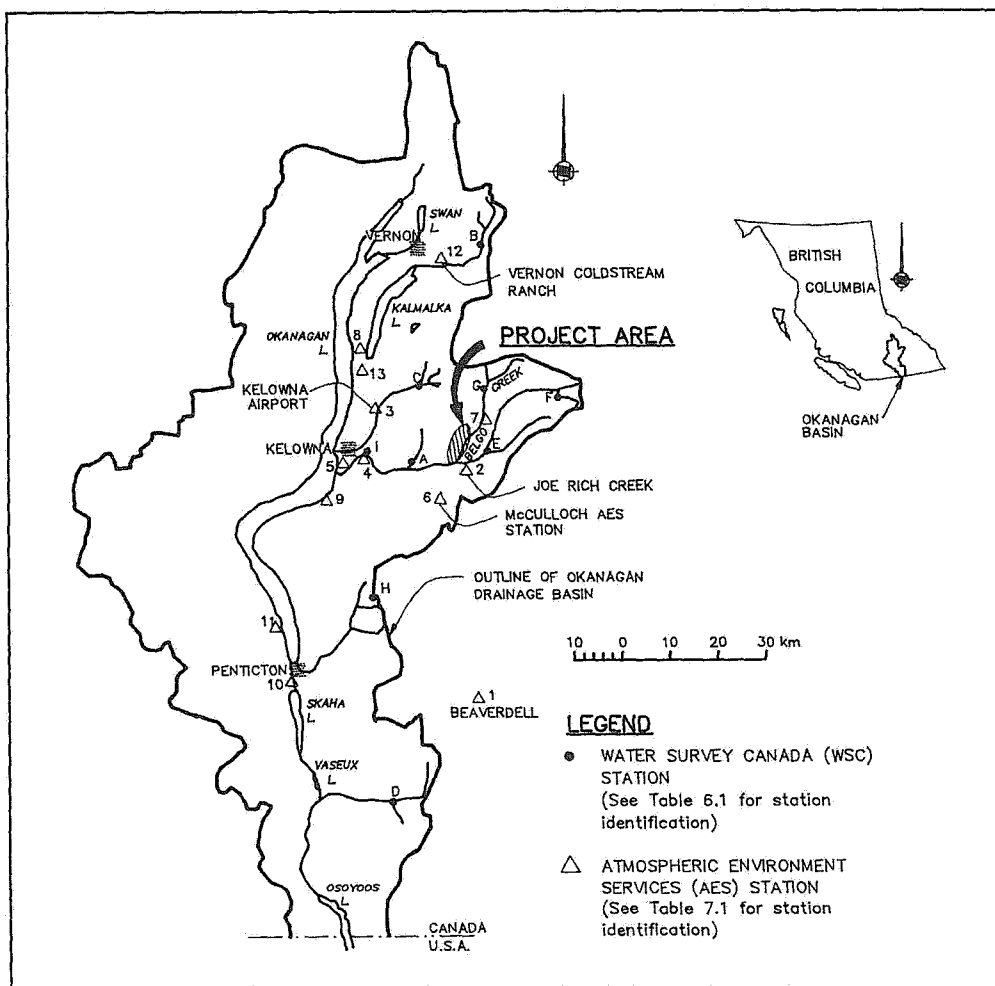 SWAN
L.
VERNON
B
12
VERNON COLDSTREAM
RANCH
KALMALKA
L
OKANAGAN
L
PROJECT AREA
8
13
C
KELOWNA
AIRPORT
3
G
CREEK
F
7
BELGO
E
KELOWNA
I
5
4
A
2
JOE RICH CREEK
9
6
McCULLOCH AES
STATION
H
OUTLINE OF OKANAGAN
DRAINAGE BASIN
11
PENTICTON
10
SKAHA
L
1
BEAVERDELL
VASEUX
L
D
OSOYOOS
L
CANADA
U.S.A.
BRITISH
COLUMBIA
OKANAGAN
BASIN
10 0 10 20 30 km
LEGEND
WATER SURVEY CANADA (WSC)
STATION
(See Table 6.1 for station
identification)
ATMOSPHERIC ENVIRONMENT
SERVICES (AES) STATION
(See Table 7.1 for station
identification)